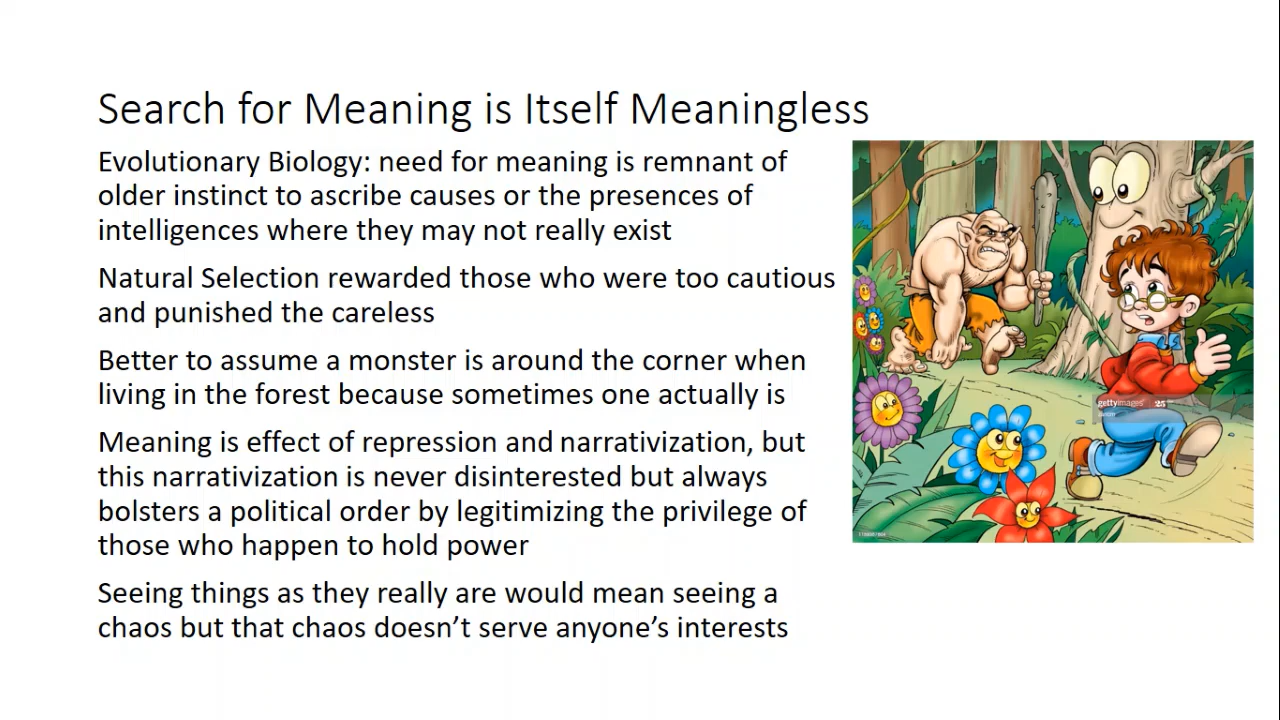 Search for Meaning is Itself Meaningless
Evolutionary Biology: need for meaning is remnant of
older instinct to ascribe causes or the presences of
intelligences where they may not really exist
Natural Selection rewarded those who were too cautious
and punished the careless
Better to assume a monster is around the corner when
living in the forest because sometimes one actually is
Meaning is effect of repression and narrativization, but
this narrativization is never disinterested but always
bolsters a political order by legitimizing the privilege of
those who happen to hold power
Seeing things as they really are would mean seeing a
chaos but that chaos doesn’t serve anyone’s interests
gettyimages